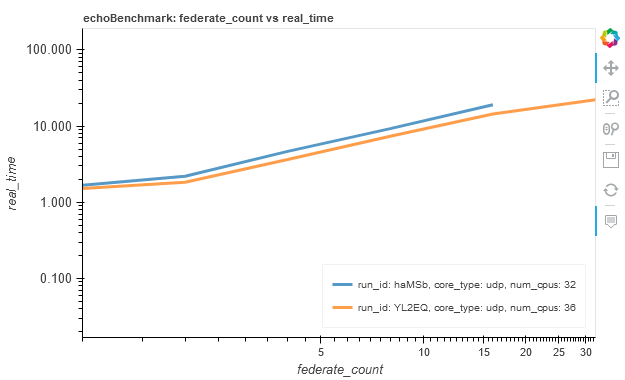 echoBenchmark: federate_count vs real_time
100.000
10.000
1.000
0.100
real_time
run_id: haMSb, core_type: udp, num_cpus: 32
run_id: YL2EQ, core_type: udp, num_cpus: 36
5
10
15
20
25
30
federate_count